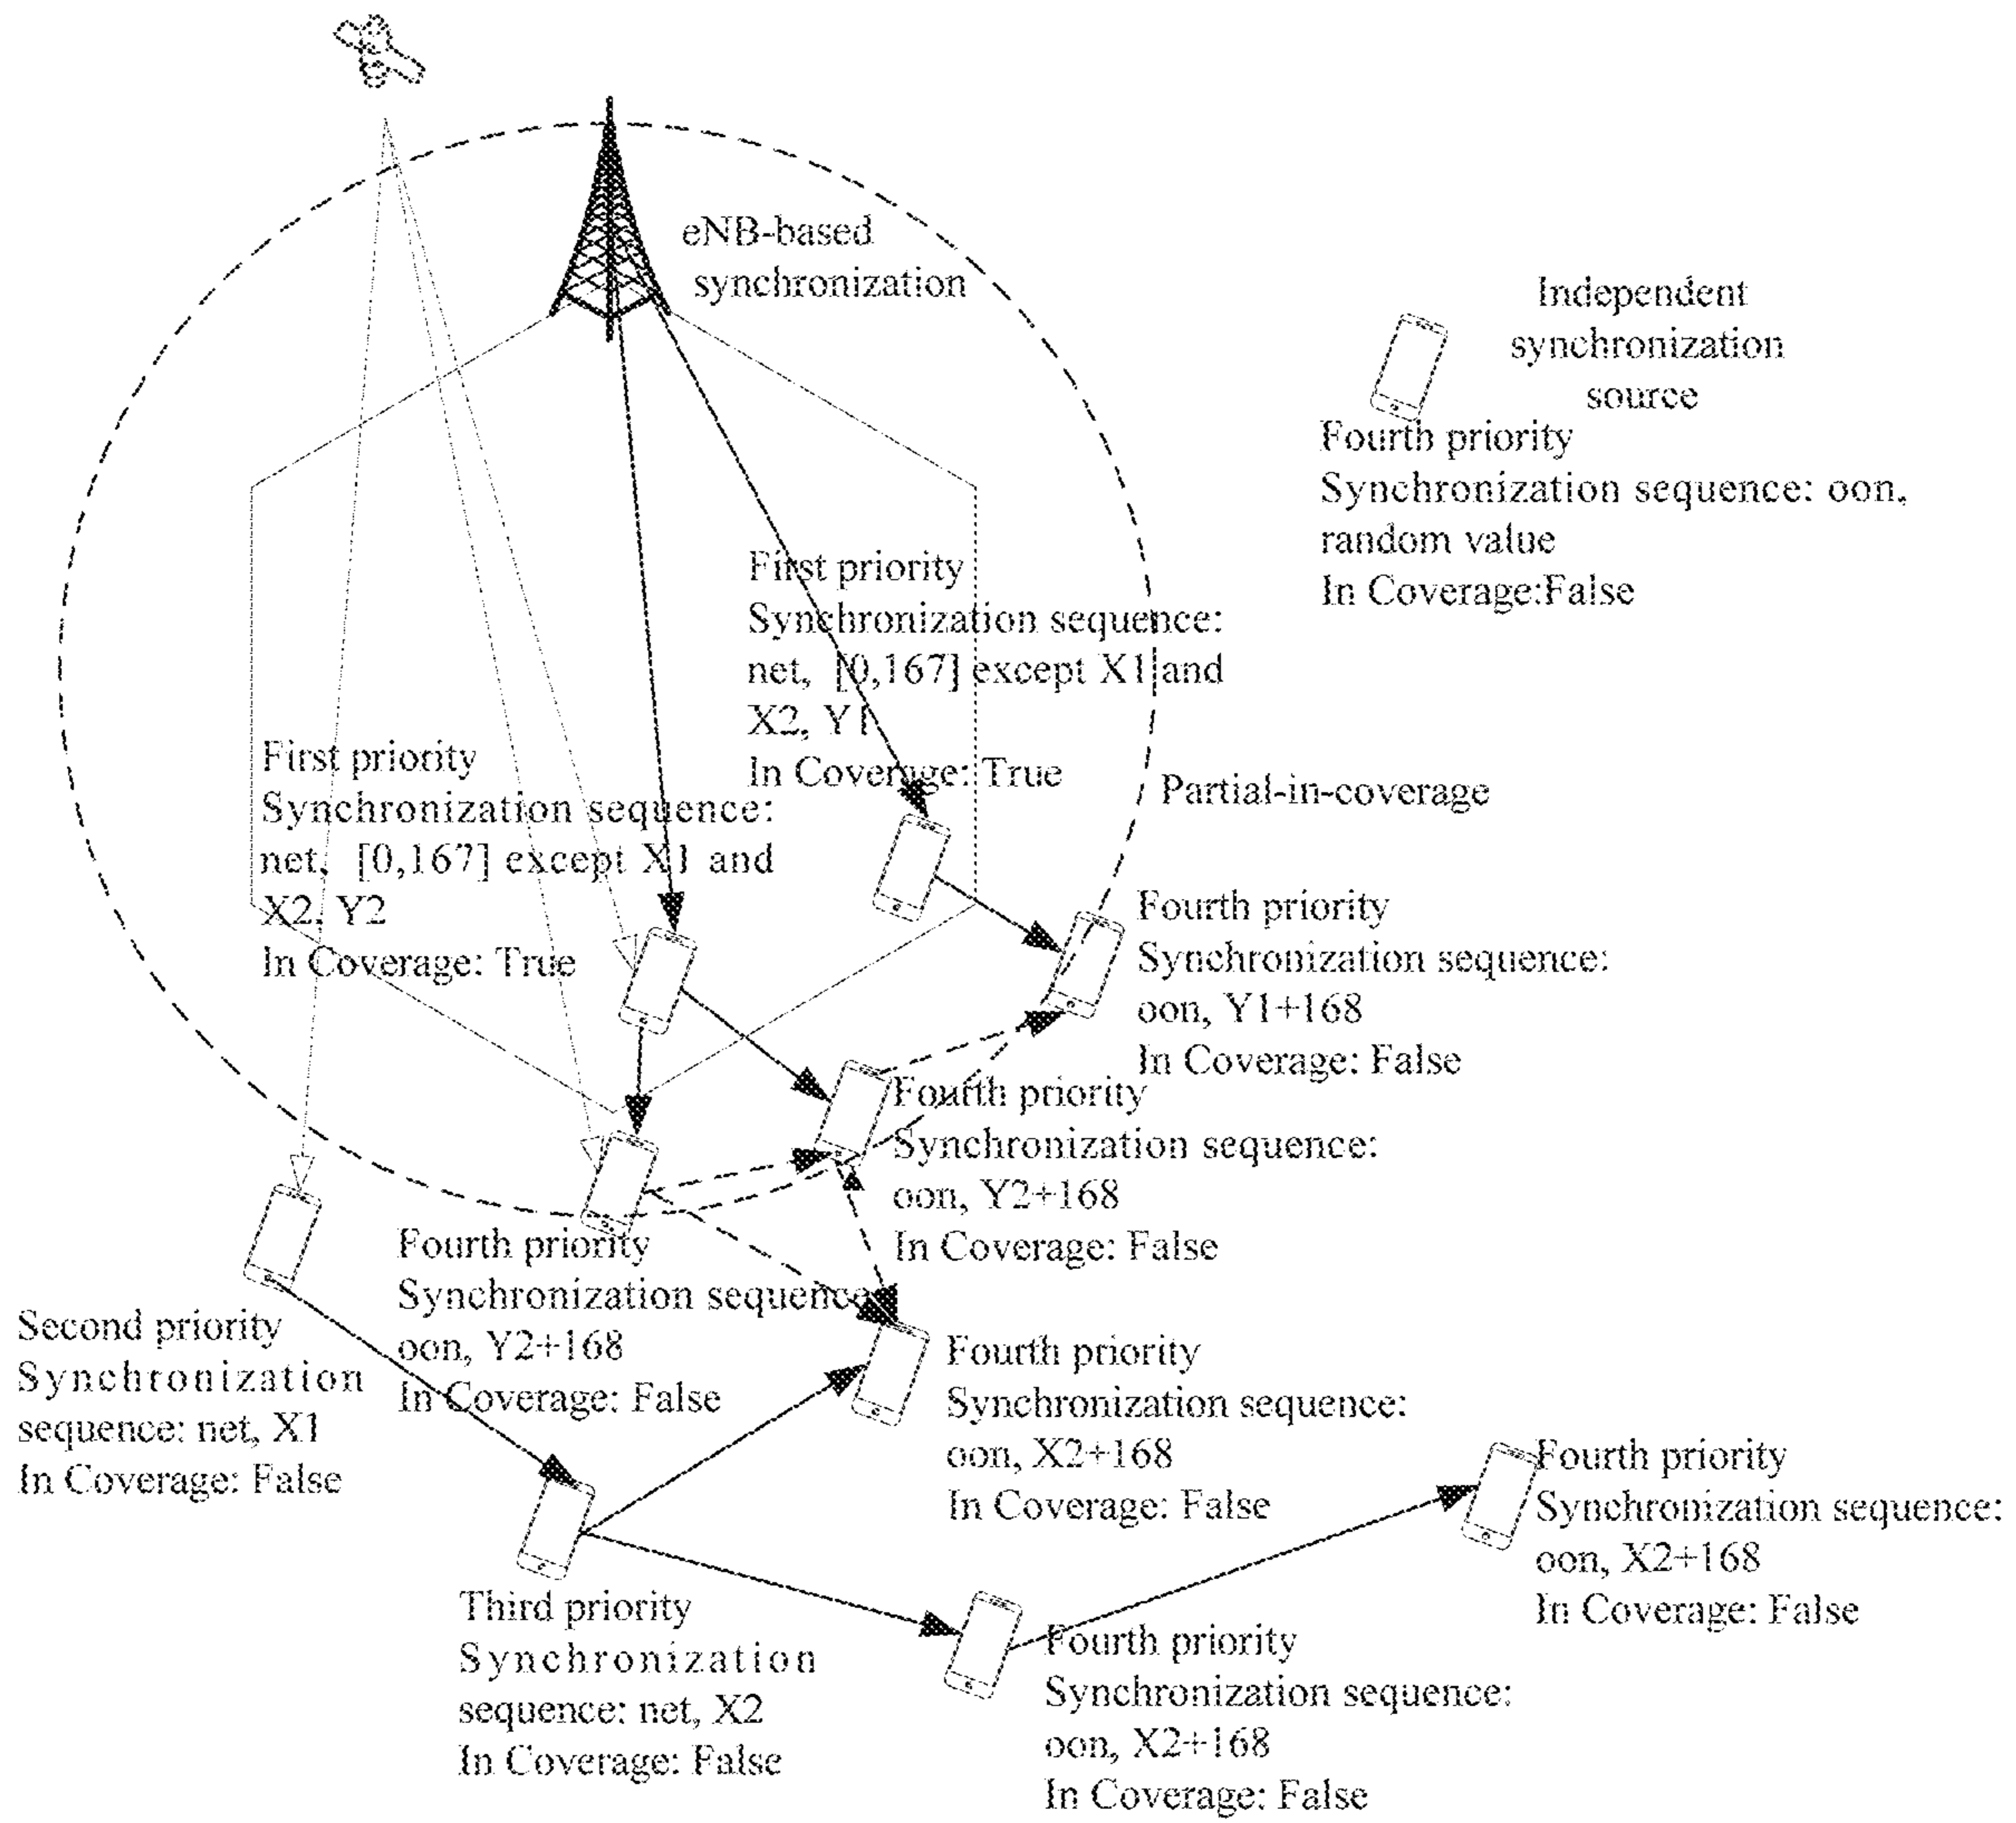 eNB-based
synchronization
Independent
synchronization
source
Fourth priority
Synchronization sequence: oon,
random value
In Coverage:False
First priority
Synchronization sequence:
net, [0,167] except X1 and
X2, Y1
In Coverage: True
First priority
Synchronization sequence:
net, [0,167] except X1 and
X2, Y2
In Coverage: True
Partial-in-coverage
Fourth priority
Synchronization sequence:
oon, Y1+168
In Coverage: False
Fourth priority
Synchronization sequence:
oon, Y2+168
In Coverage: False
Fourth priority
Synchronization sequence
oon, Y2+168
In Coverage: False
Second priority
Synchronization
sequence: net, X1
In Coverage: False
Fourth priority
Synchronization sequence:
oon, X2+168
In Coverage: False
Fourth priority
Synchronization sequence:
oon, X2+168
In Coverage: False
Third priority
Synchronization
sequence: net, X2
In Coverage: False
Fourth priority
Synchronization sequence:
oon, X2+168
In Coverage: False